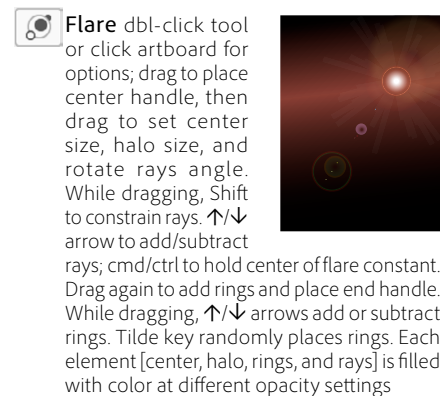 Flare dbl-click tool
or click artboard for
options; drag to place
center handle, then
drag to set center
size, halo size, and
rotate rays angle.
While dragging, Shift
to constrain rays. ↑/↓
arrow to add/subtract
rays; cmd/ctrl to hold center of flare constant.
Drag again to add rings and place end handle.
While dragging, ↑/↓ arrows add or subtract
rings. Tilde key randomly places rings. Each
element [center, halo, rings, and rays] is filled
with color at different opacity settings